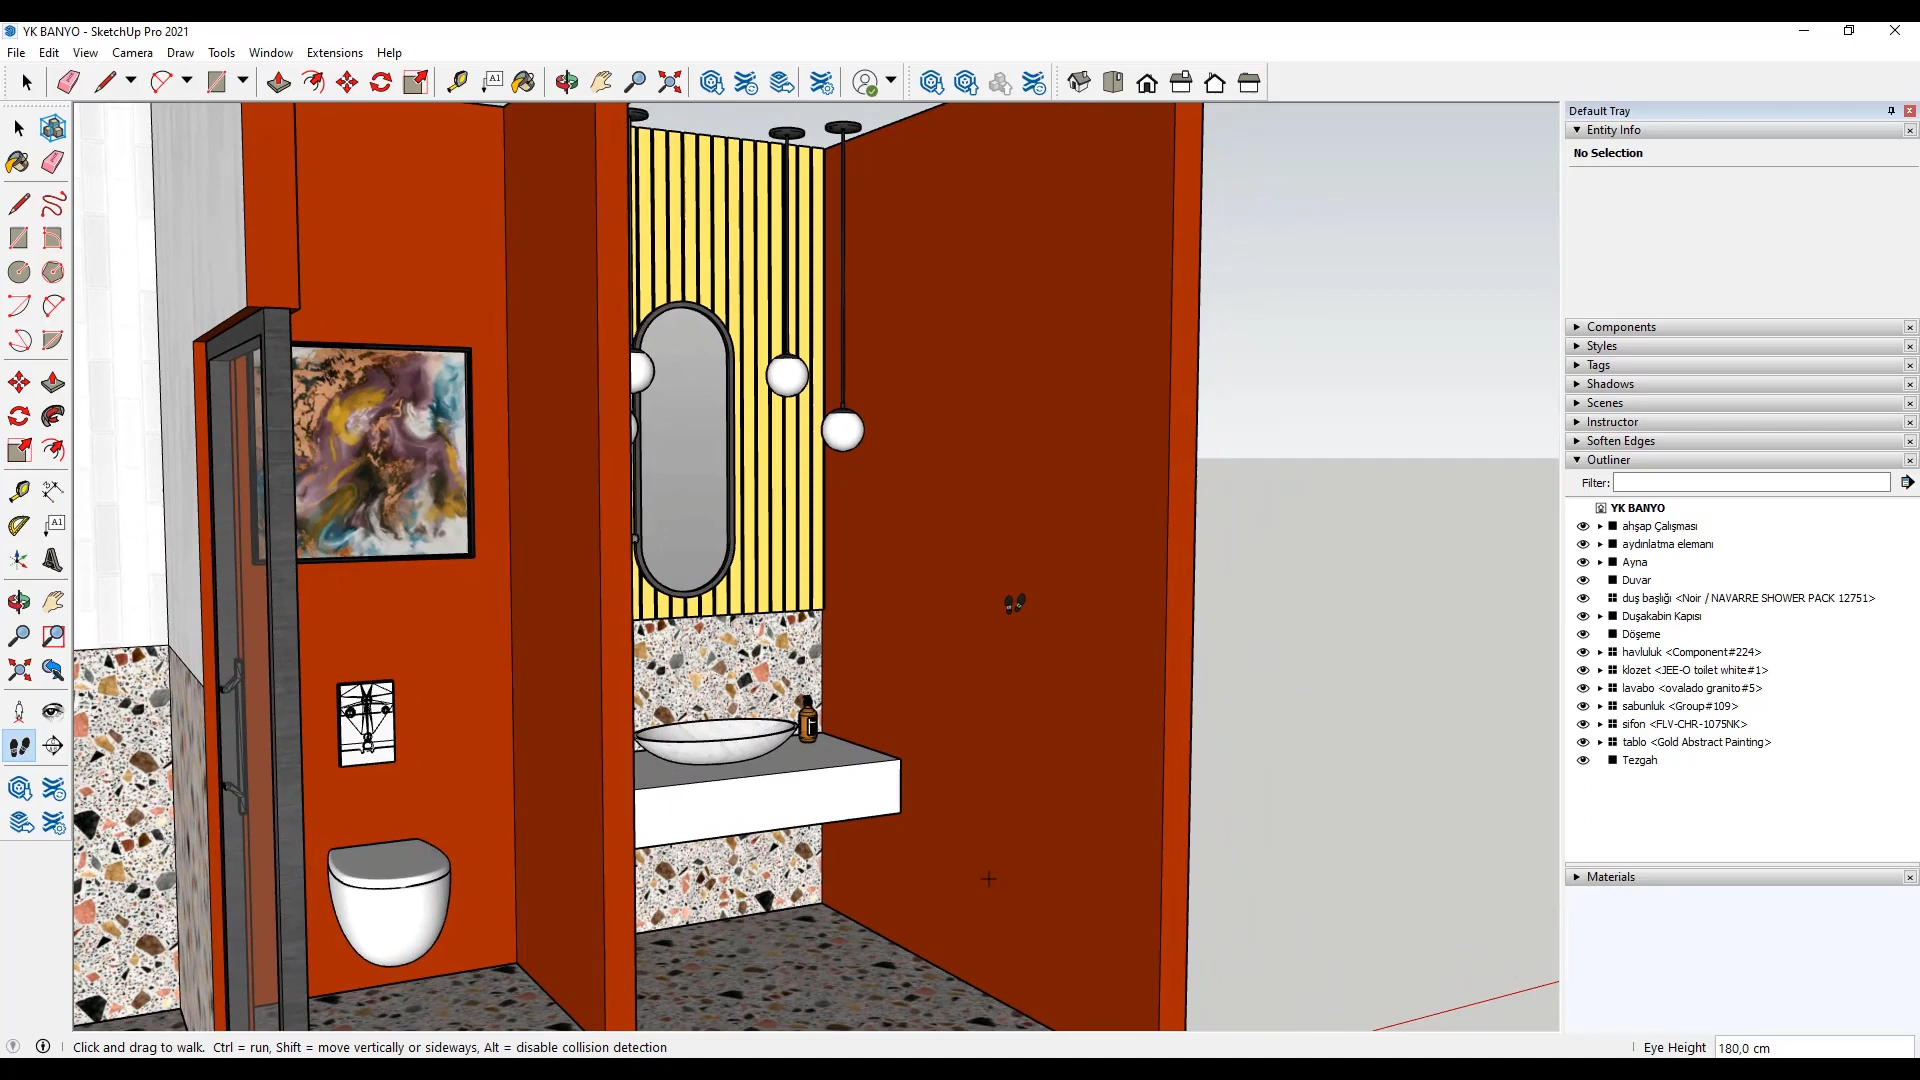 YK BANYO - SketchUp Pro 2021
File Edit View Camera Draw Tools Window Extensions Help
A1
Default Tray
Entity Info
No Selection
A1
Components
Styles
Tags
Shadows
Scenes
Instructor
Soften Edges
Outliner
Filter:
YK BANYO
ahşap Çalışması
aydınlatma elemanı
Ayna
Duvar
duş başlığı <Noir / NAVARRE SHOWER PACK 12751>
Duşakabin Kapısı
Döşeme
havluluk <Component#224>
klozet <JEE-O toilet white#1>
lavabo <ovalado granito#5>
sabunluk <Group#109>
sifon <FLV-CHR-1075NK>
tablo <Gold Abstract Painting>
Tezgah
Materials
Click and drag to walk. Ctrl = run, Shift = move vertically or sideways, Alt = disable collision detection
Eye Height 180,0 cm